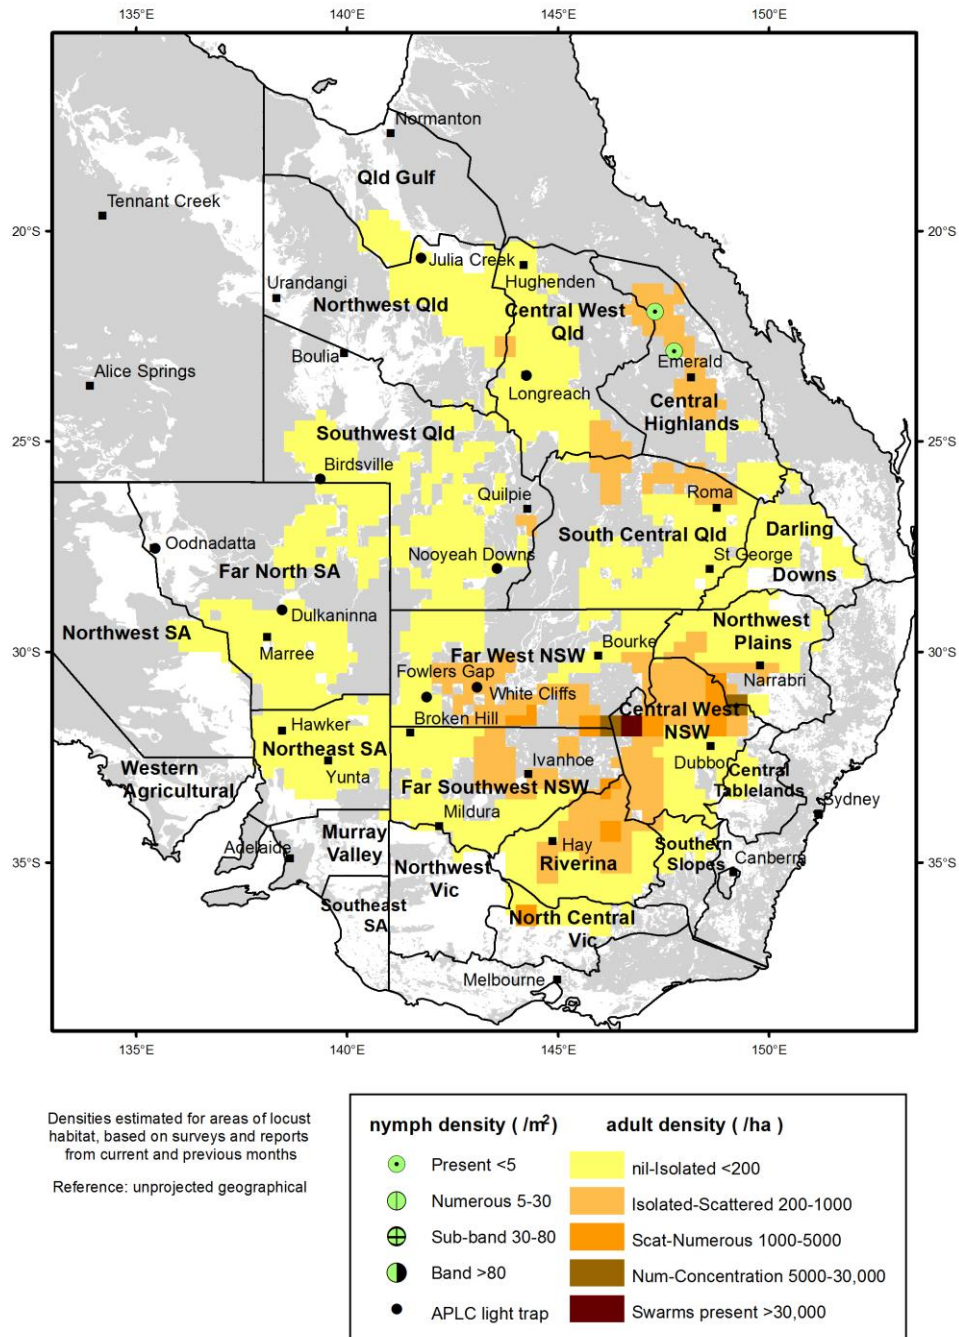 135°E 140°E 145°E 150°E
Normanton
Qld Gulf
Tennant Creek
20°S 20°S
Julia Creek
Hughenden
Urandangi
Northwest Qld
Central West
Qld
Boulia
Emerald
Alice Springs
Longreach
Central
Highlands
Southwest Qld
25°S 25°S
Birdsville
Quilpie
Roma
South Central Qld
Darling
Downs
Oodnadatta
Nooyeah Downs
St George
Far North SA
Dulkaninna
Northwest SA
Northwest
Plains
Marree
Bourke
Far West NSW
30°S 30°S
Fowlers Gap
Narrabri
White Cliffs
Central West
NSW
Broken Hill
Hawker
Northeast SA
Dubbo
Yunta
Ivanhoe
Western
Agricultural
Central
Tablelands
Far Southwest NSW
Sydney
Mildura
Murray
Valley
Adelaide
Hay
Riverina
Southern
Slopes
Canberra
35°S 35°S
Northwest
Vic
Southeast
SA
North Central
Vic
Melbourne
135°E 140°E 145°E 150°E
Densities estimated for areas of locust
habitat, based on surveys and reports
from current and previous months
Reference: unprojected geographical
nymph density ( /m²) adult density ( /ha )
Present <5 nil-Isolated <200
Numerous 5-30 Isolated-Scattered 200-1000
Sub-band 30-80 Scat-Numerous 1000-5000
Band >80 Num-Concentration 5000-30,000
APLC light trap Swarms present >30,000